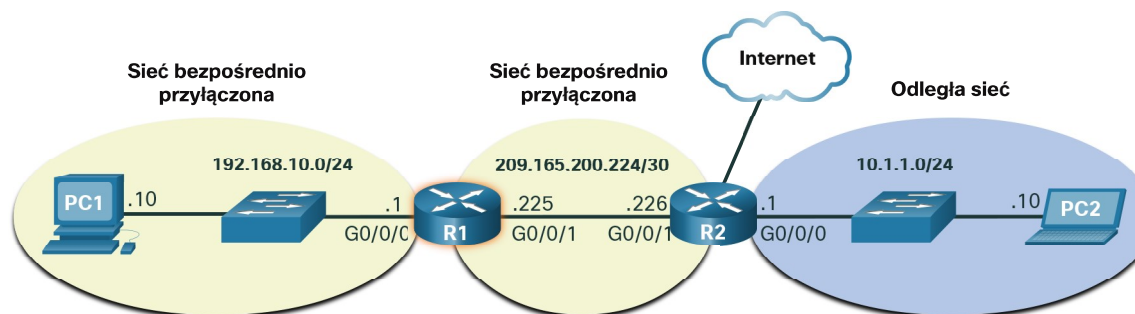 Internet
Sieć bezpośrednio
przyłączona
Sieć bezpośrednio
przyłączona
Odległa sieć
192.168.10.0/24
209.165.200.224/30
10.1.1.0/24
PC1
.10
.1
G0/0/0
R1
.225
G0/0/1
.226
G0/0/1
R2
.1
G0/0/0
.10
PC2